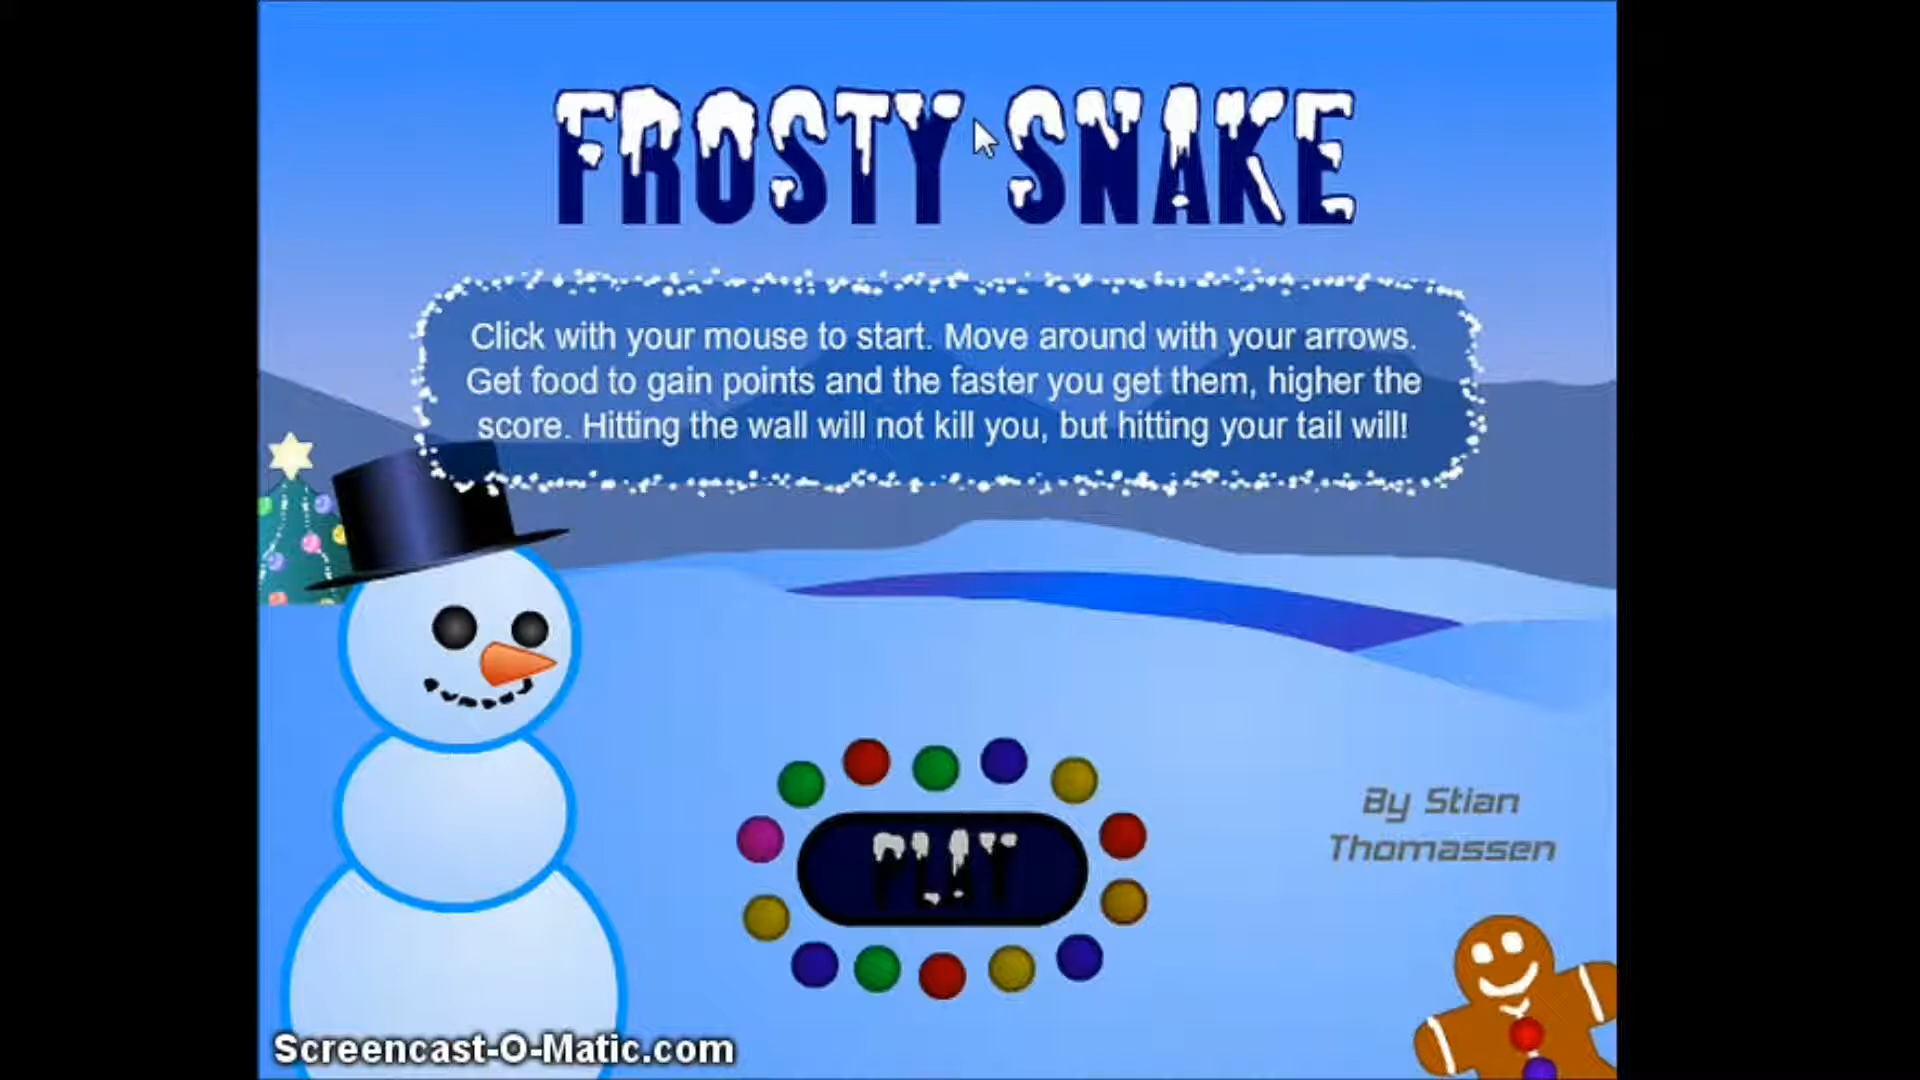 FROSTY SNAKE
Click with your mouse to start. Move around with your arrows.
Get food to gain points and the faster you get them, higher the
score. Hitting the wall will not kill you, but hitting your tail will!
PLAY
By Stian
Thomassen
Screencast-O-Matic.com